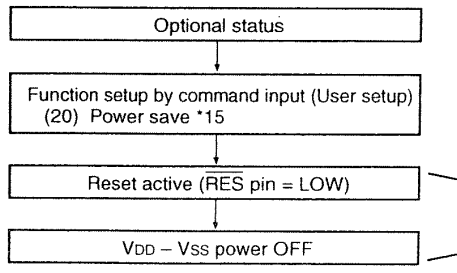 Optional status
Function setup by command input (User setup)
(20) Power save *15
Reset active (RES pin = LOW)
VDD – VSS power OFF